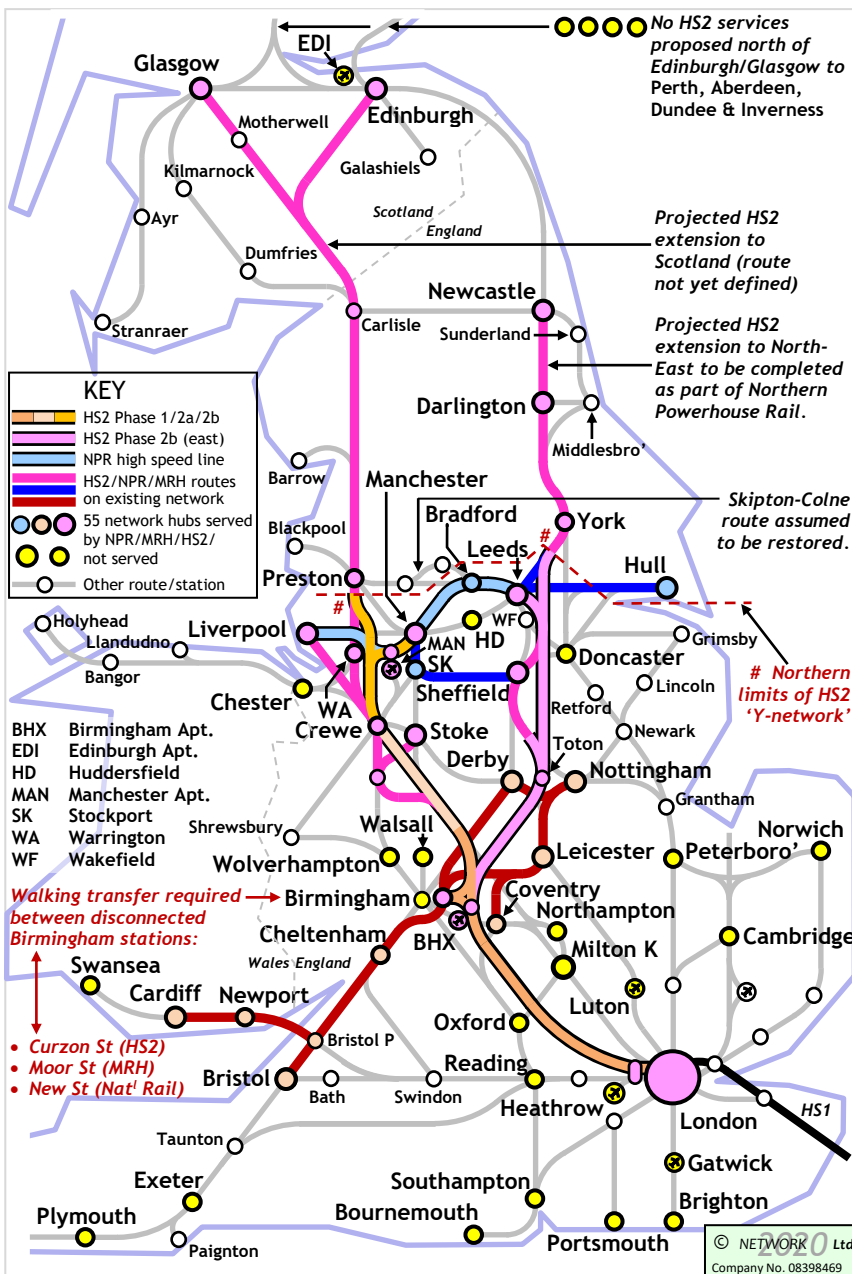 No HS2 services
proposed north of
Edinburgh/Glasgow to
Perth, Aberdeen,
Dundee & Inverness
EDI
Glasgow
Edinburgh
Motherwell
Galashiels
Kilmarnock
Ayr
Scotland
England
Dumfries
Projected HS2
extension to
Scotland (route
not yet defined)
Stranraer
Carlisle
Newcastle
Sunderland
Projected HS2
extension to North-
East to be completed
as part of Northern
Powerhouse Rail.
Darlington
Middlesbro'
KEY
HS2 Phase 1/2a/2b
HS2 Phase 2b (east)
NPR high speed line
HS2/NPR/MRH routes
on existing network
55 network hubs served
by NPR/MRH/HS2/
not served
Other route/station
Barrow
Manchester
Bradford
York
Skipton-Colne
route assumed
to be restored.
Blackpool
Leeds
#
Hull
Preston
#
Holyhead
Llandudno
Bangor
Liverpool
MAN
SK
HD
WF
Grimsby
Doncaster
Lincoln
# Northern
limits of HS2
'Y-network'
Chester
WA
Sheffield
Retford
Newark
Crewe
Stoke
Toton
Derby
Nottingham
Grantham
BHX Birmingham Apt.
EDI Edinburgh Apt.
HD Huddersfield
MAN Manchester Apt.
SK Stockport
WA Warrington
WF Wakefield
Shrewsbury
Walsall
Wolverhampton
Leicester
Peterboro'
Norwich
Walking transfer required
between disconnected
Birmingham stations:
Birmingham
Coventry
Northampton
BHX
Cheltenham
Milton K
Cambridge
Wales England
Swansea
Cardiff
Newport
Luton
Oxford
Bristol P
• Curzon St (HS2)
• Moor St (MRH)
• New St (Natˡ Rail)
Bristol
Bath
Swindon
Reading
Heathrow
London
HS1
Taunton
Gatwick
Exeter
Southampton
Bournemouth
Brighton
Portsmouth
Plymouth
Paignton
© NETWORK 2020 Ltd
Company No. 08398469